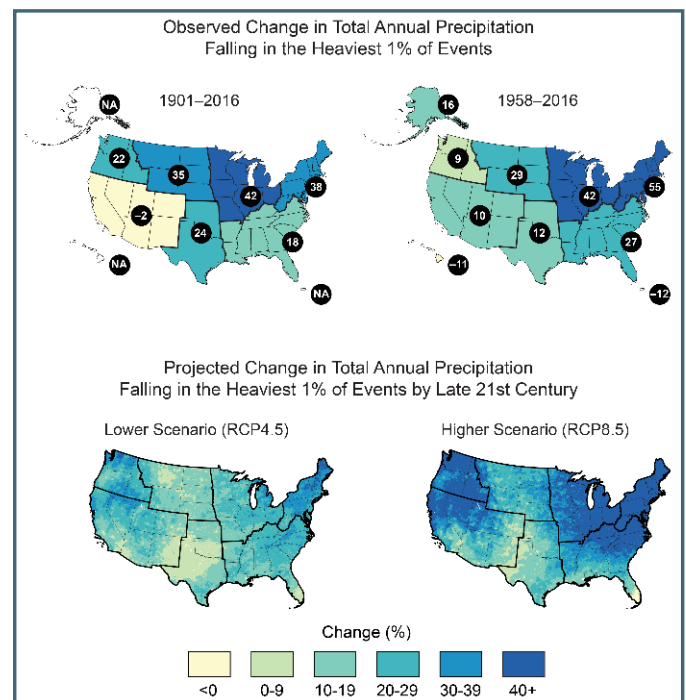 Observed Change in Total Annual Precipitation
Falling in the Heaviest 1% of Events
1901–2016
NA
22
35
42
38
–2
24
18
NA
NA
1958–2016
16
9
29
42
55
10
12
27
–11
–12
Projected Change in Total Annual Precipitation
Falling in the Heaviest 1% of Events by Late 21st Century
Lower Scenario (RCP4.5)
Higher Scenario (RCP8.5)
Change (%)
<0
0-9
10-19
20-29
30-39
40+